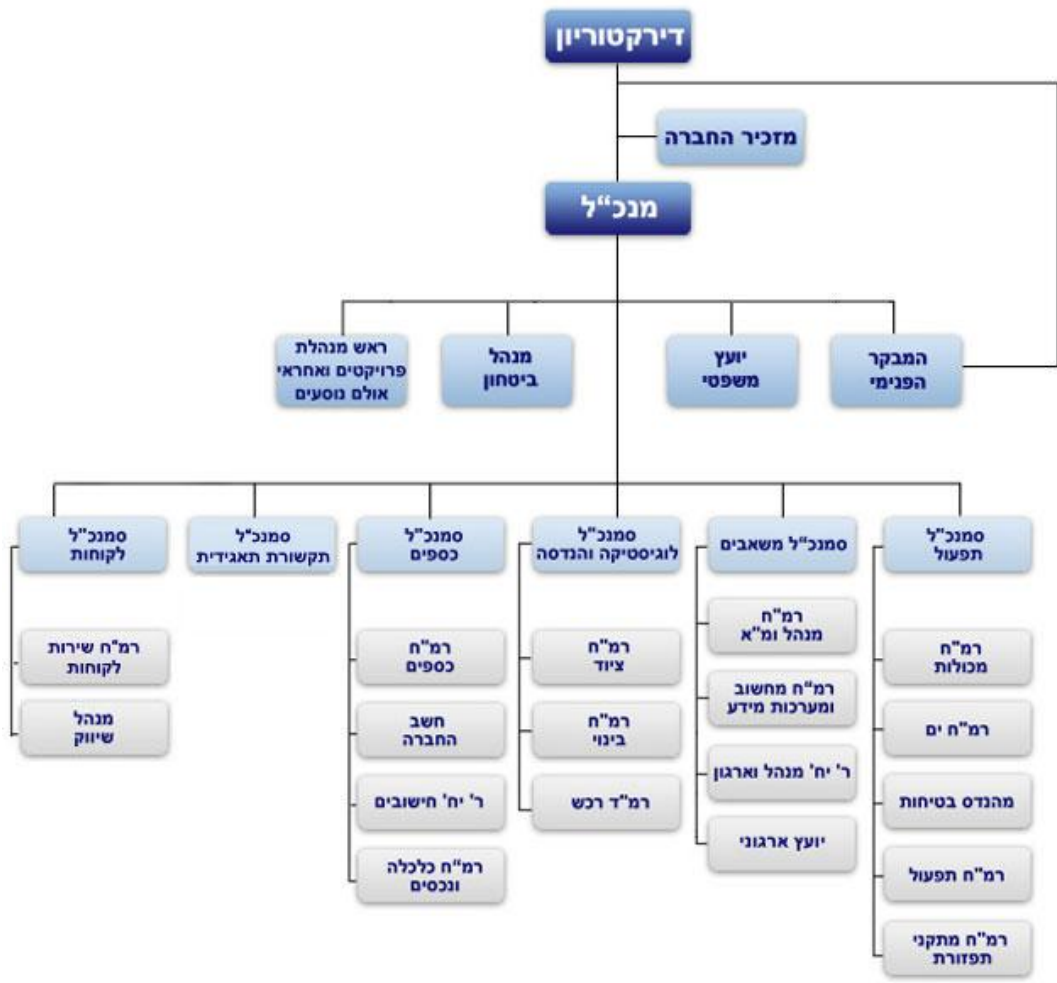 דירקטוריון
מזכיר החברה
מנכ"ל
המבקר
הפנימי
יועץ
משפטי
מנהל
ביטחון
ראש מנהלת
פרויקטים ואחראי
אולם נוסעים
סמנכ"ל
תפעול
רמ"ח
מכולות
רמ"ח ים
מהנדס בטיחות
רמ"ח תפעול
רמ"ח מתקני
תפזורת
סמנכ"ל משאבים
רמ"ח
מנהל ומ"א
רמ"ח מחשוב
ומערכות מידע
ר' יח' מנהל וארגון
יועץ ארגוני
סמנכ"ל
לוגיסטיקה והנדסה
רמ"ח
ציוד
רמ"ח
בינוי
רמ"ד רכש
סמנכ"ל
כספים
רמ"ח
כספים
חשב
החברה
ר' יח' חישובים
רמ"ח כלכלה
ונכסים
סמנכ"ל
תקשורת תאגידית
סמנכ"ל
לקוחות
רמ"ח שירות
לקוחות
מנהל
שיווק